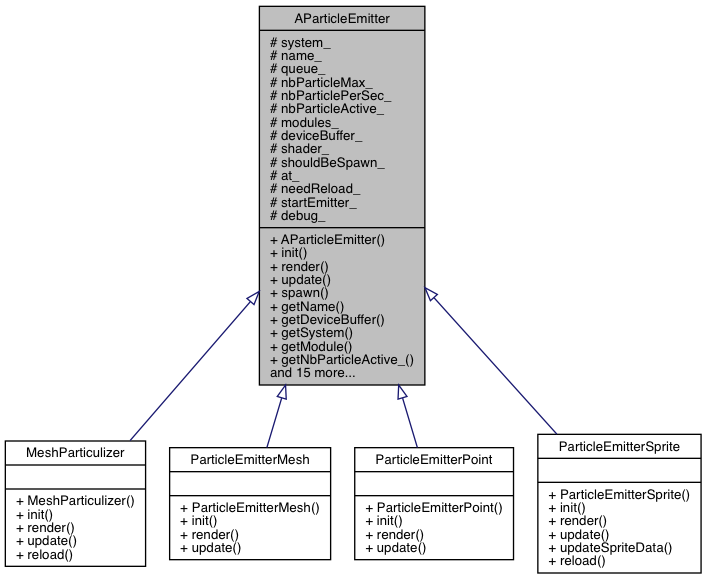 AParticleEmitter
# system_
# name_
# queue_
# nbParticleMax_
# nbParticlePerSec_
# nbParticleActive_
# modules_
# deviceBuffer_
# shader_
# shouldBeSpawn_
# at_
# needReload_
# startEmitter_
# debug_
+ AParticleEmitter()
+ init()
+ render()
+ update()
+ spawn()
+ getName()
+ getDeviceBuffer()
+ getSystem()
+ getModule()
+ getNbParticleActive_()
and 15 more...
MeshParticulizer
+ MeshParticulizer()
+ init()
+ render()
+ update()
+ reload()
ParticleEmitterMesh
+ ParticleEmitterMesh()
+ init()
+ render()
+ update()
ParticleEmitterPoint
+ ParticleEmitterPoint()
+ init()
+ render()
+ update()
ParticleEmitterSprite
+ ParticleEmitterSprite()
+ init()
+ render()
+ update()
+ updateSpriteData()
+ reload()